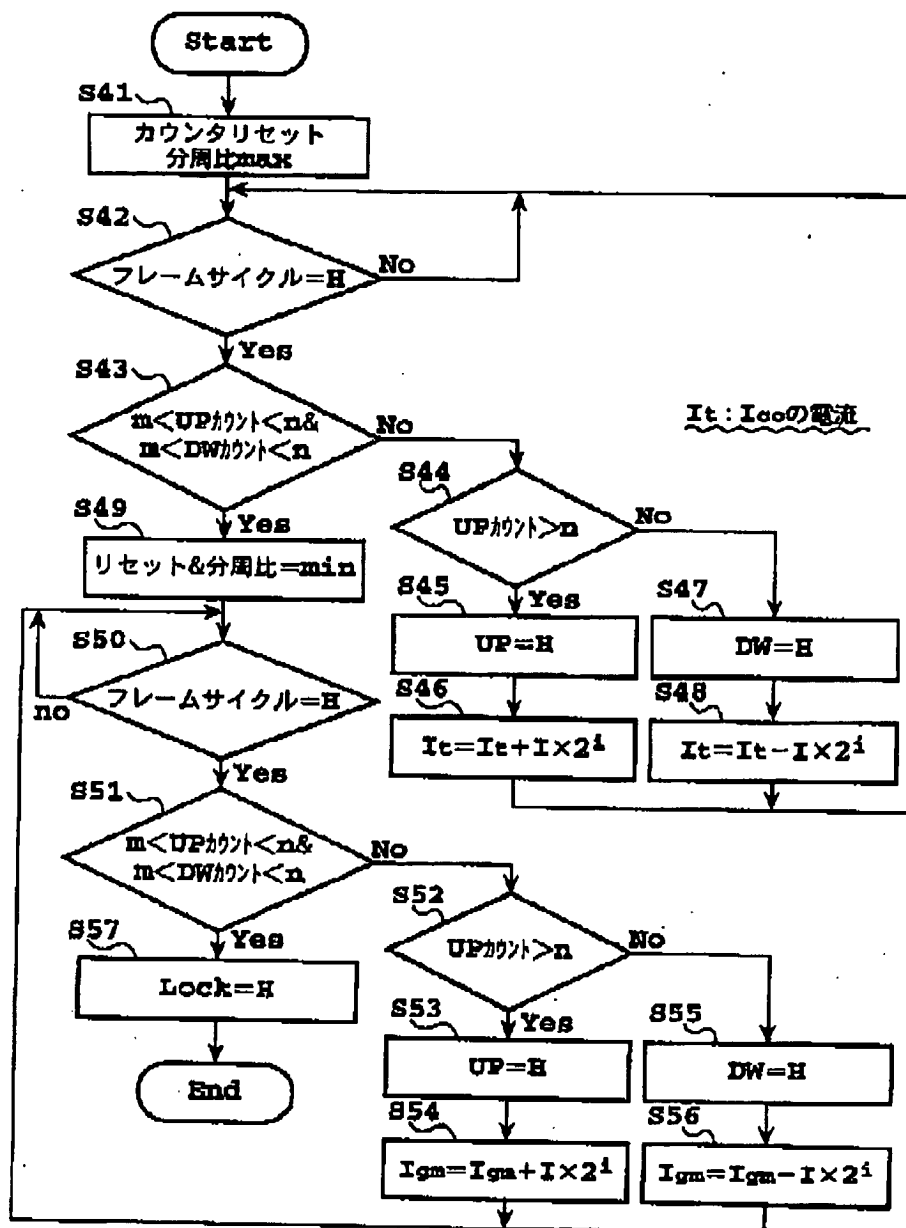 Start
S41
カウンタリセット
分周比max
S42
フレームサイクル=H
No
Yes
S43
m<UPカウント<n&
m<DWカウント<n
No
It:Icoの電流
S44
UPカウント>n
No
Yes
S49
リセット&分周比=min
S45
UP=H
Yes
S47
DW=H
S50
フレームサイクル=H
no
S46
It=It+I×2^i
S48
It=It-I×2^i
Yes
S51
m<UPカウント<n&
m<DWカウント<n
No
S52
UPカウント>n
No
Yes
S57
Lock=H
S53
UP=H
Yes
S55
DW=H
End
S54
Igm=Igm+I×2^i
S56
Igm=Igm-I×2^i